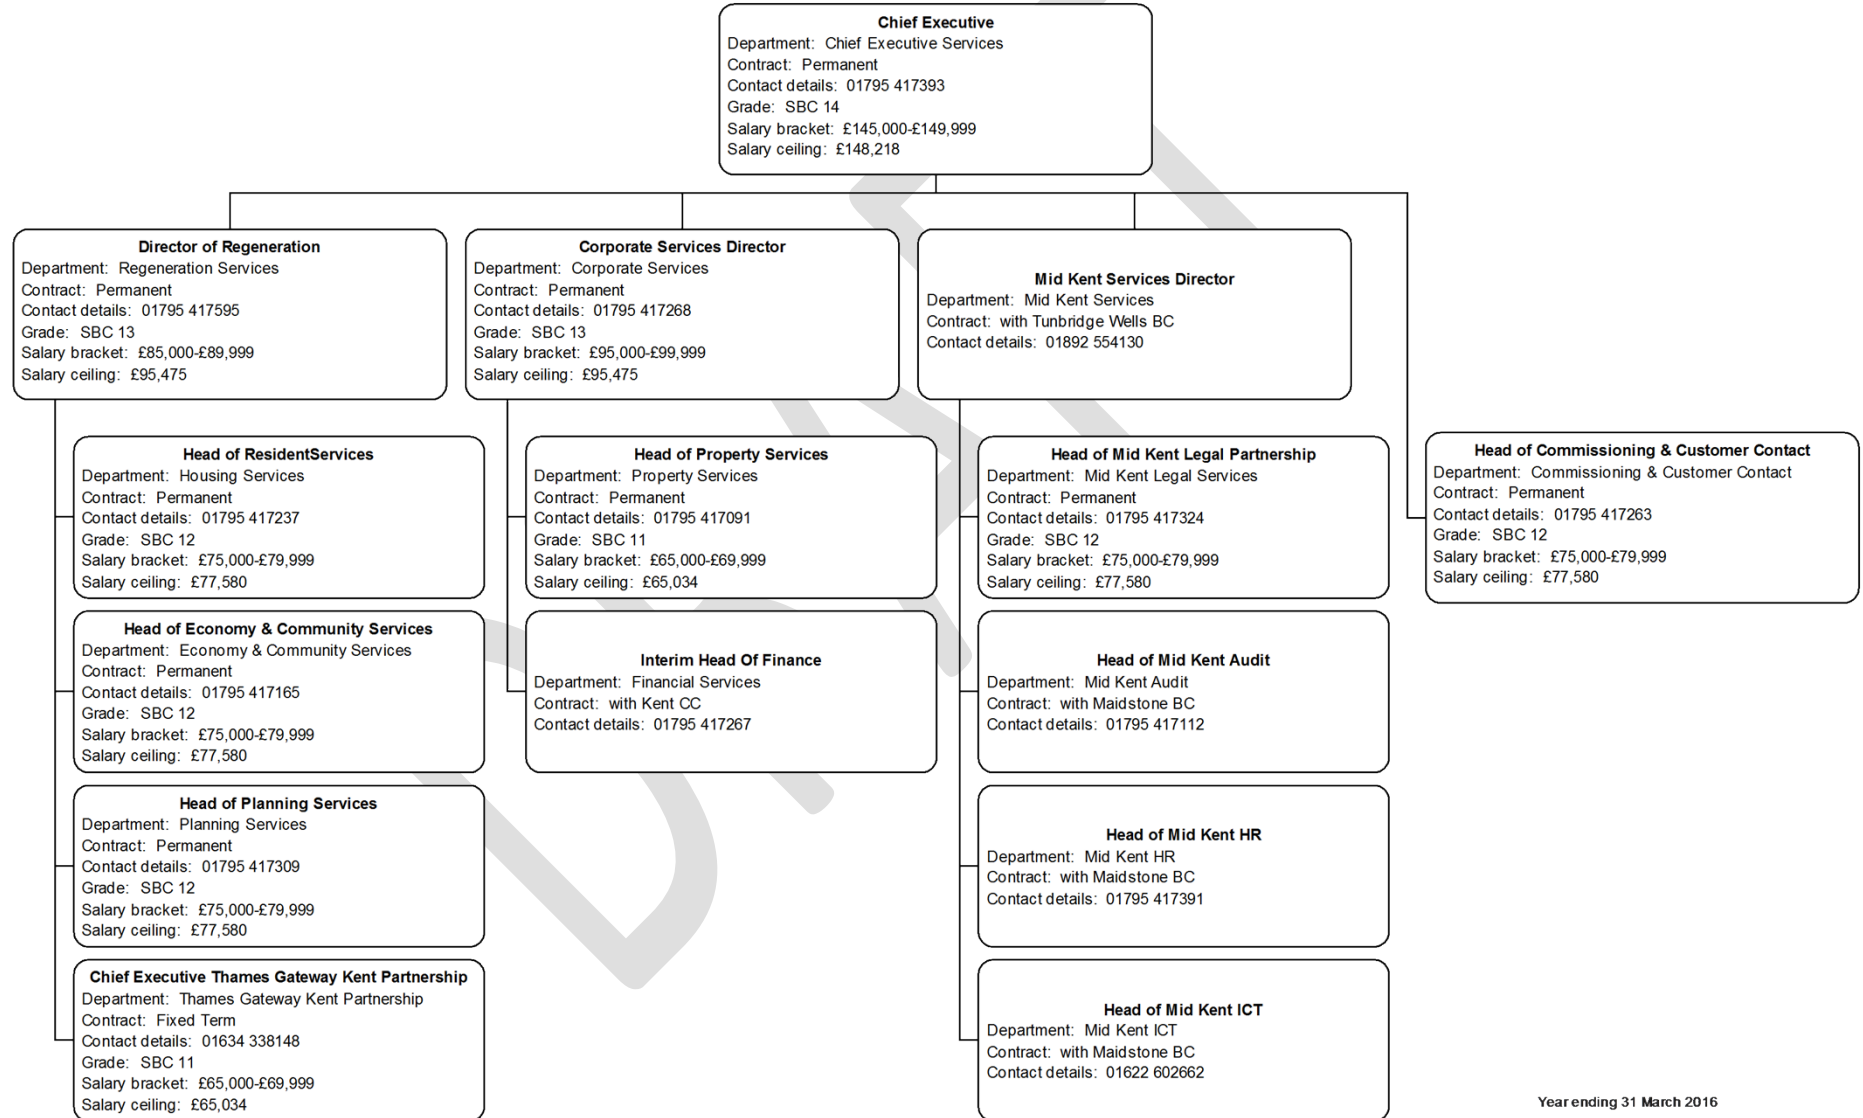 Chief Executive
Department: Chief Executive Services
Contract: Permanent
Contact details: 01795 417393
Grade: SBC 14
Salary bracket: £145,000-£149,999
Salary ceiling: £148,218
Director of Regeneration
Department: Regeneration Services
Contract: Permanent
Contact details: 01795 417595
Grade: SBC 13
Salary bracket: £85,000-£89,999
Salary ceiling: £95,475
Corporate Services Director
Department: Corporate Services
Contract: Permanent
Contact details: 01795 417268
Grade: SBC 13
Salary bracket: £95,000-£99,999
Salary ceiling: £95,475
Mid Kent Services Director
Department: Mid Kent Services
Contract: with Tunbridge Wells BC
Contact details: 01892 554130
Head of ResidentServices
Department: Housing Services
Contract: Permanent
Contact details: 01795 417237
Grade: SBC 12
Salary bracket: £75,000-£79,999
Salary ceiling: £77,580
Head of Property Services
Department: Property Services
Contract: Permanent
Contact details: 01795 417091
Grade: SBC 11
Salary bracket: £65,000-£69,999
Salary ceiling: £65,034
Head of Mid Kent Legal Partnership
Department: Mid Kent Legal Services
Contract: Permanent
Contact details: 01795 417324
Grade: SBC 12
Salary bracket: £75,000-£79,999
Salary ceiling: £77,580
Head of Commissioning & Customer Contact
Department: Commissioning & Customer Contact
Contract: Permanent
Contact details: 01795 417263
Grade: SBC 12
Salary bracket: £75,000-£79,999
Salary ceiling: £77,580
Head of Economy & Community Services
Department: Economy & Community Services
Contract: Permanent
Contact details: 01795 417165
Grade: SBC 12
Salary bracket: £75,000-£79,999
Salary ceiling: £77,580
Interim Head Of Finance
Department: Financial Services
Contract: with Kent CC
Contact details: 01795 417267
Head of Mid Kent Audit
Department: Mid Kent Audit
Contract: with Maidstone BC
Contact details: 01795 417112
Head of Planning Services
Department: Planning Services
Contract: Permanent
Contact details: 01795 417309
Grade: SBC 12
Salary bracket: £75,000-£79,999
Salary ceiling: £77,580
Head of Mid Kent HR
Department: Mid Kent HR
Contract: with Maidstone BC
Contact details: 01795 417391
Chief Executive Thames Gateway Kent Partnership
Department: Thames Gateway Kent Partnership
Contract: Fixed Term
Contact details: 01634 338148
Grade: SBC 11
Salary bracket: £65,000-£69,999
Salary ceiling: £65,034
Head of Mid Kent ICT
Department: Mid Kent ICT
Contract: with Maidstone BC
Contact details: 01622 602662
Year ending 31 March 2016